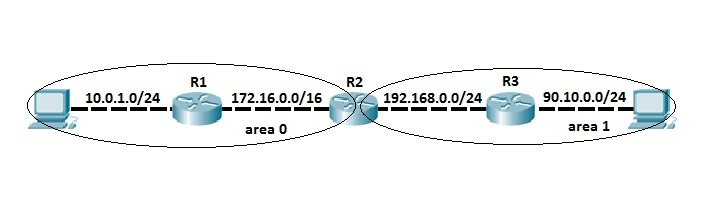 R1
R2
R3
10.0.1.0/24
172.16.0.0/16
192.168.0.0/24
90.10.0.0/24
area 0
area 1